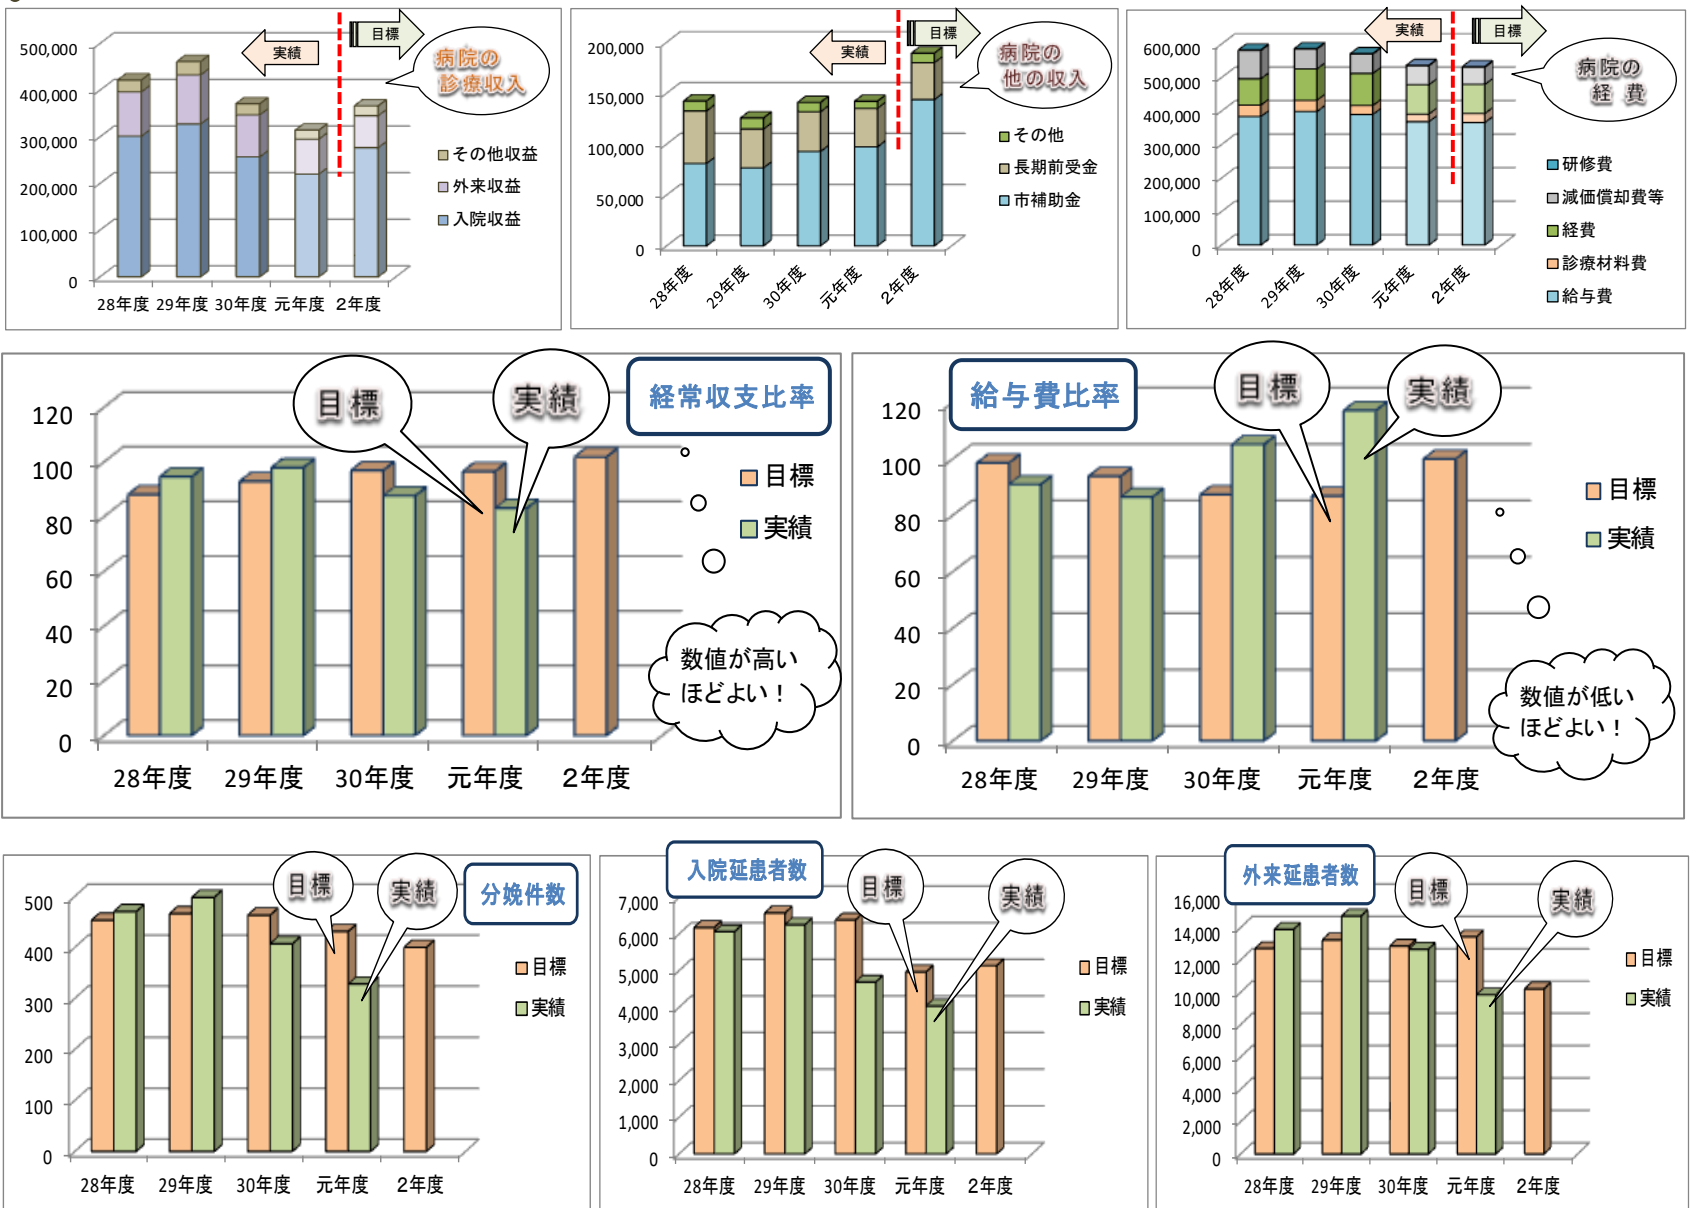 500,000
400,000
300,000
200,000
100,000
0
28年度 29年度 30年度 元年度 2年度
実績
目標
病院の
診療収入
その他収益
外来収益
入院収益
200,000
150,000
100,000
50,000
0
28年度 29年度 30年度 元年度 2年度
実績
目標
病院の
他の収入
その他
長期前受金
市補助金
600,000
500,000
400,000
300,000
200,000
100,000
0
28年度 29年度 30年度 元年度 2年度
実績
目標
病院の
経 費
研修費
減価償却費等
経費
診療材料費
給与費
経常収支比率
目標
実績
120
100
80
60
40
20
0
28年度 29年度 30年度 元年度 2年度
目標
実績
数値が高い
ほどよい！
給与費比率
目標
実績
120
100
80
60
40
20
0
28年度 29年度 30年度 元年度 2年度
目標
実績
数値が低い
ほどよい！
分娩件数
目標
実績
500
400
300
200
100
0
28年度 29年度 30年度 元年度 2年度
目標
実績
入院延患者数
目標
実績
7,000
6,000
5,000
4,000
3,000
2,000
1,000
0
28年度 29年度 30年度 元年度 2年度
目標
実績
外来延患者数
目標
実績
16,000
14,000
12,000
10,000
8,000
6,000
4,000
2,000
0
28年度 29年度 30年度 元年度 2年度
目標
実績